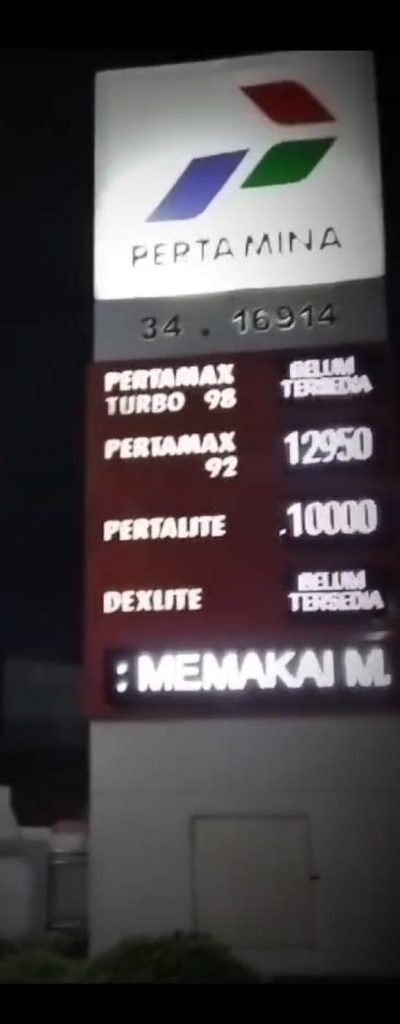 PERTAMINA
34 . 16914
PERTAMAX BELUM
TURBO 98 TERSEDIA
PERTAMAX 12950
92
PERTALITE 10000
DEXLITE BELUM
TERSEDIA
: MEMAKAI M.